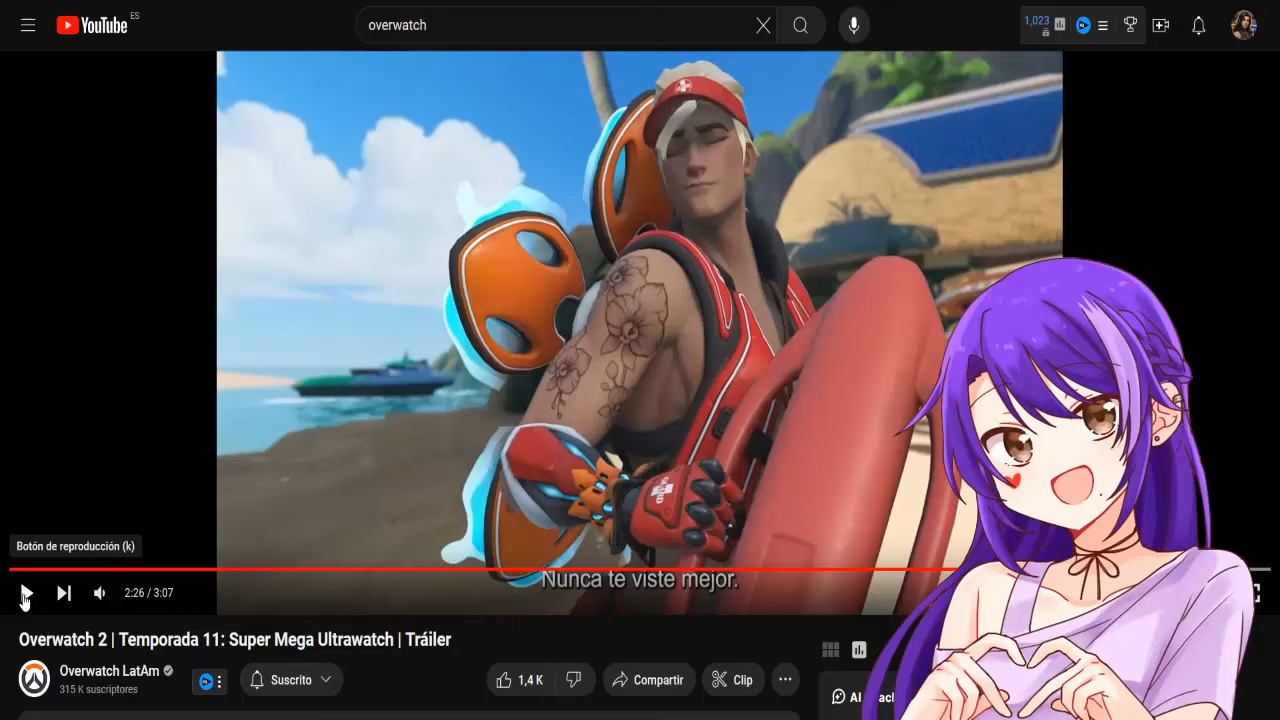 YouTube ES
overwatch
1,023
Nunca te viste mejor.
Botón de reproducción (k)
2:26 / 3:07
Overwatch 2 | Temporada 11: Super Mega Ultrawatch | Tráiler
Overwatch LatAm
315 K suscriptores
Suscrito
1,4 K
Compartir
Clip
AI